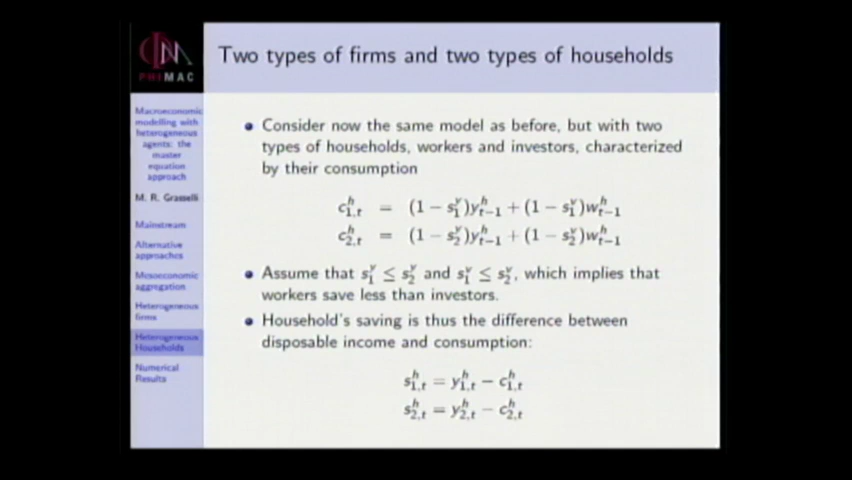 PHIMAC
Two types of firms and two types of households
Macroeconomic
modelling with
heterogeneous
agents: the
master
equation
approach
M. R. Grasselli
Mainstream
Alternative
approaches
Mesoeconomic
aggregation
Heterogeneous
firms
Heterogeneous
Households
Numerical
Results
Consider now the same model as before, but with two
types of households, workers and investors, characterized
by their consumption
c^h_{1,t} = (1 − s^y_1)y^h_{t−1} + (1 − s^v_1)w^h_{t−1}
c^h_{2,t} = (1 − s^y_2)y^h_{t−1} + (1 − s^v_2)w^h_{t−1}
Assume that s^y_1 ≤ s^y_2 and s^v_1 ≤ s^v_2, which implies that
workers save less than investors.
Household's saving is thus the difference between
disposable income and consumption:
s^h_{1,t} = y^h_{1,t} − c^h_{1,t}
s^h_{2,t} = y^h_{2,t} − c^h_{2,t}